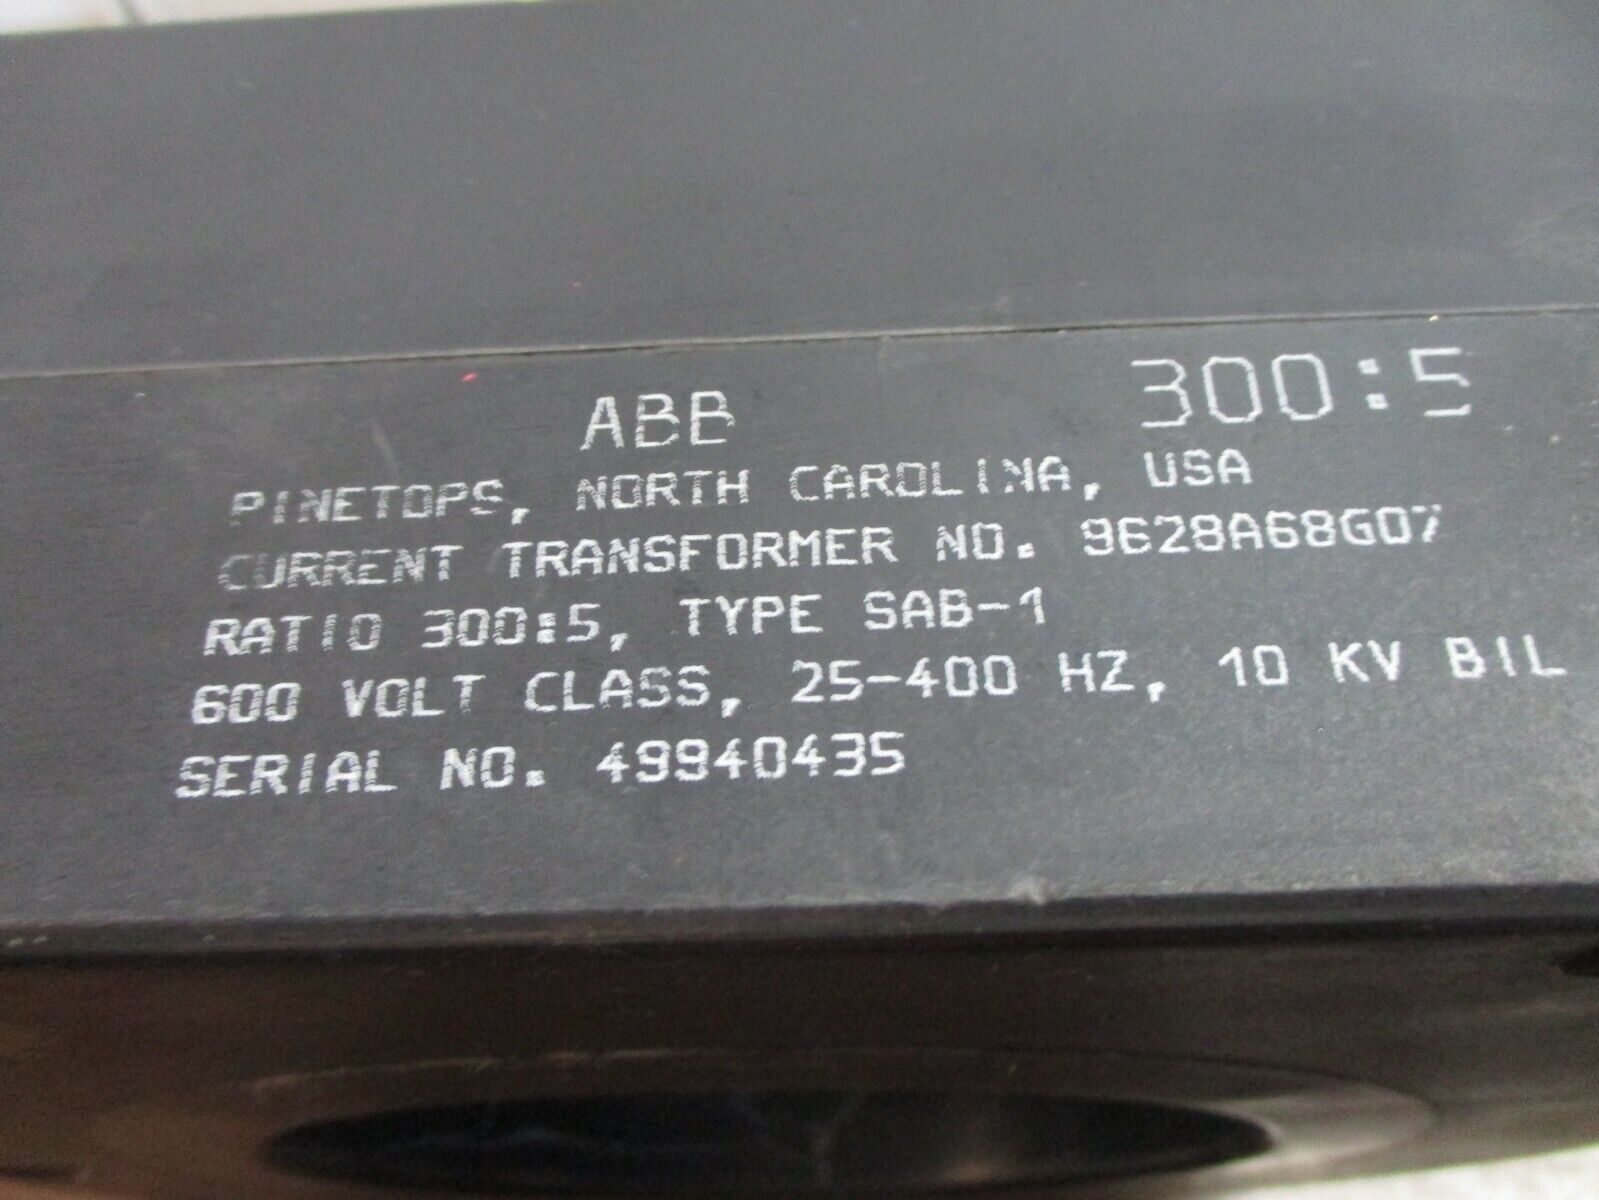 ABB 300:5
PINETOPS, NORTH CAROLINA, USA
CURRENT TRANSFORMER NO. 9628A68G07
RATIO 300:5, TYPE SAB-1
600 VOLT CLASS, 25-400 HZ, 10 KV BIL
SERIAL NO. 49940435